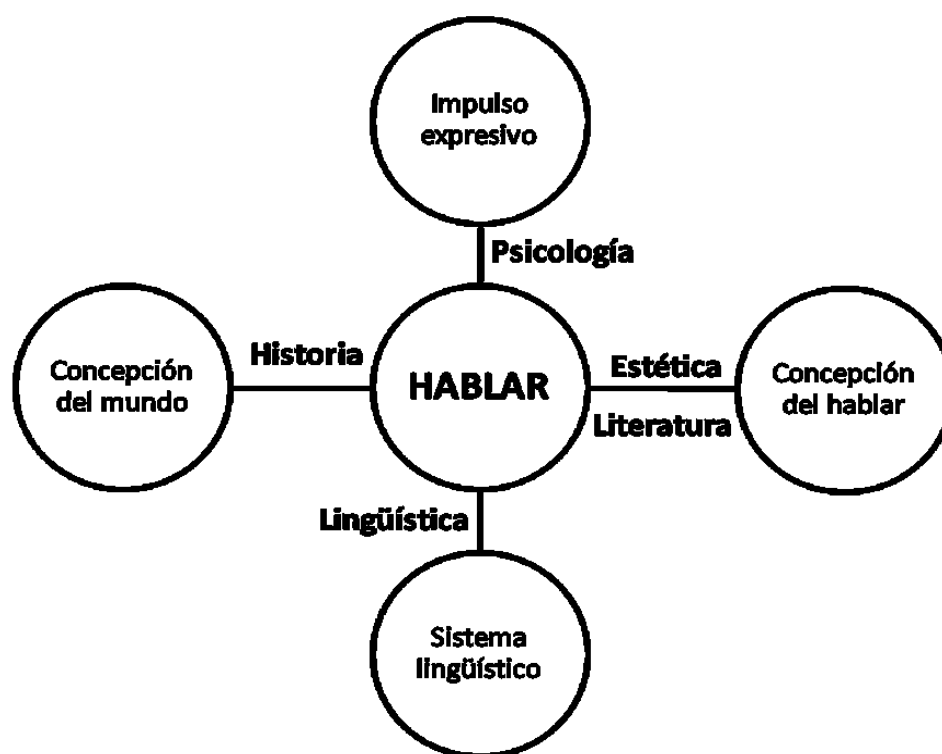 Impulso
expresivo
Psicología
Historia
Concepción
del mundo
HABLAR
Estética
Literatura
Concepción
del hablar
Lingüística
Sistema
lingüístico